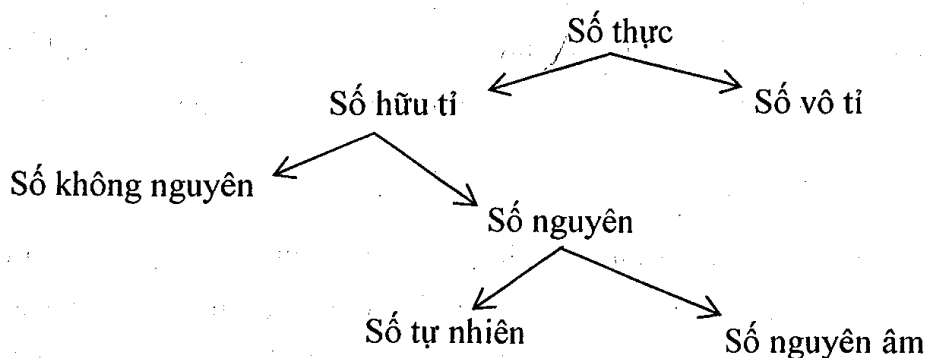 Số thực
Số hữu tỉ
Số vô tỉ
Số không nguyên
Số nguyên
Số tự nhiên
Số nguyên âm